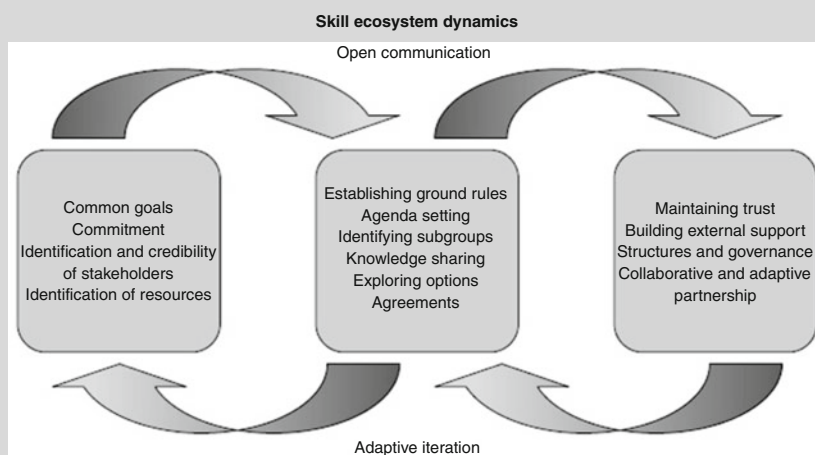 Skill ecosystem dynamics
Open communication
Common goals
Commitment
Identification and credibility
of stakeholders
Identification of resources
Establishing ground rules
Agenda setting
Identifying subgroups
Knowledge sharing
Exploring options
Agreements
Maintaining trust
Building external support
Structures and governance
Collaborative and adaptive
partnership
Adaptive iteration